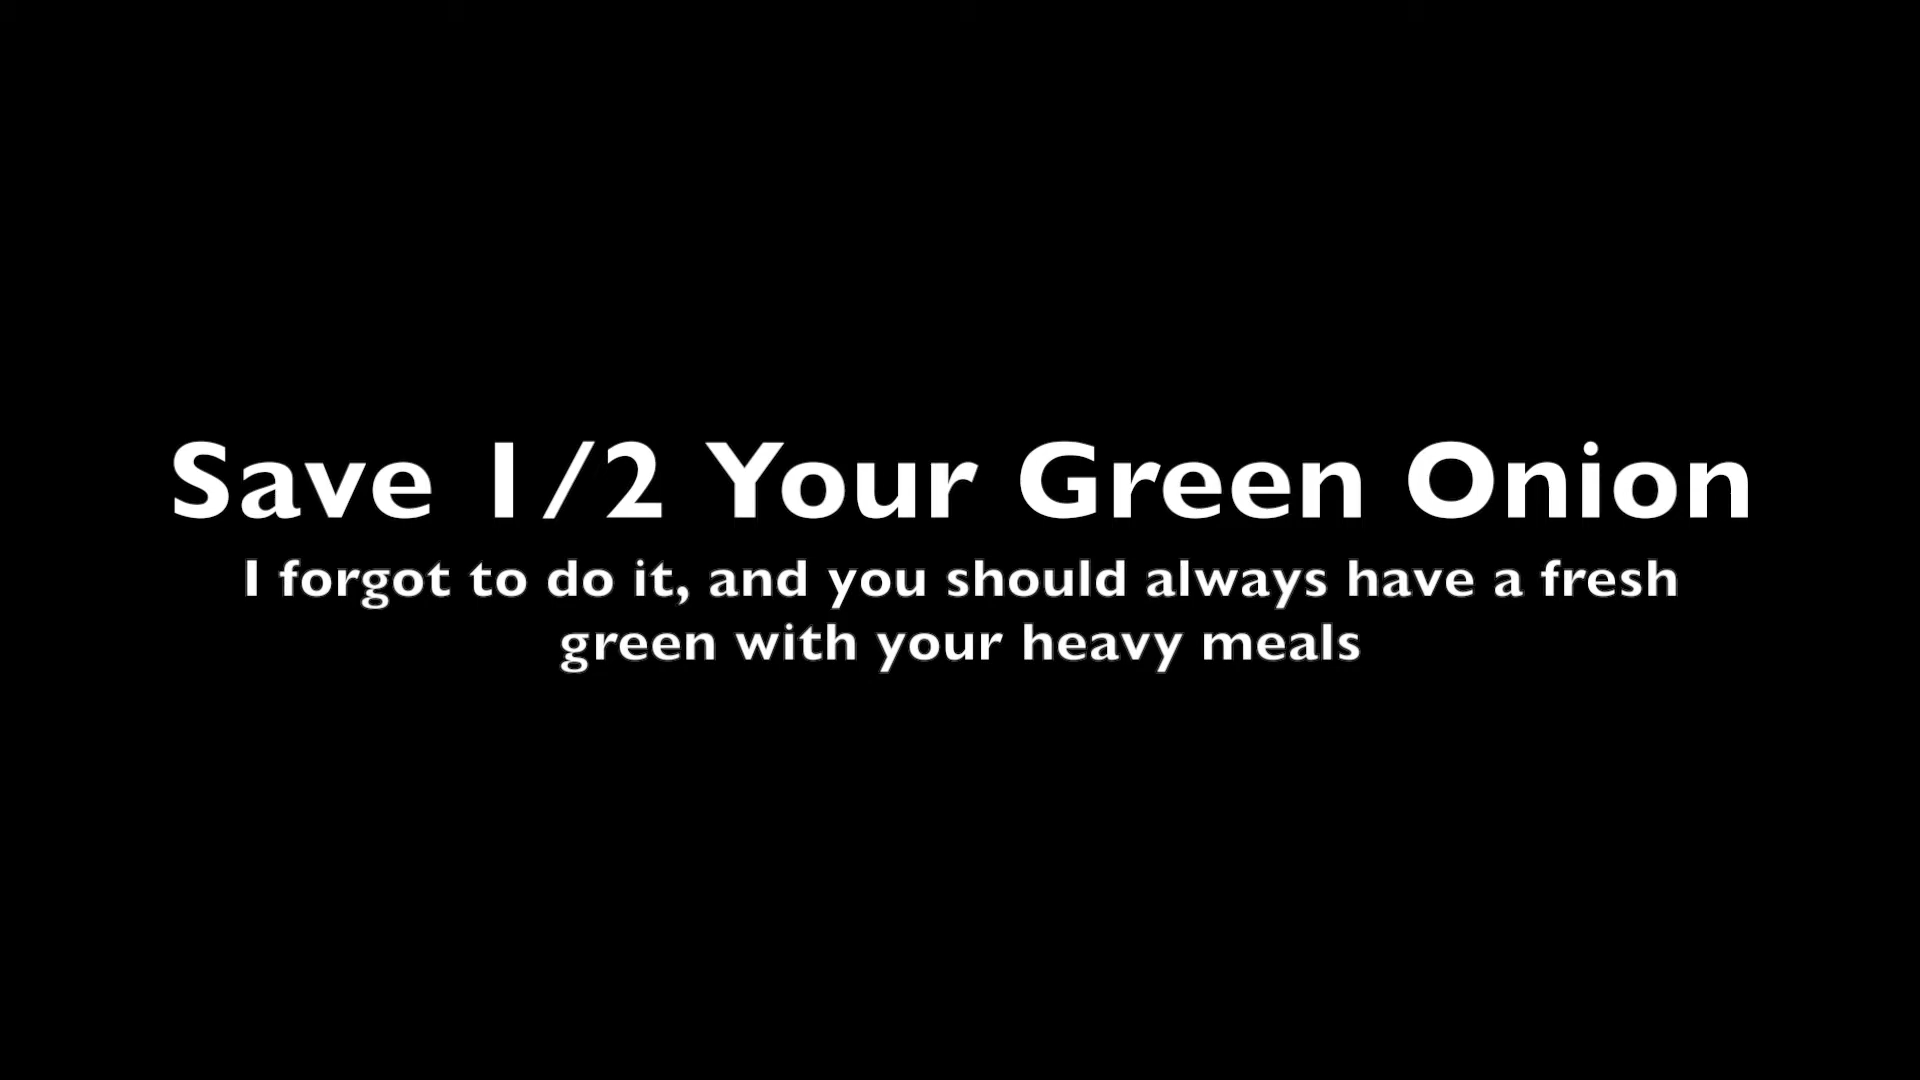 Save 1/2 Your Green Onion
I forgot to do it, and you should always have a fresh
green with your heavy meals